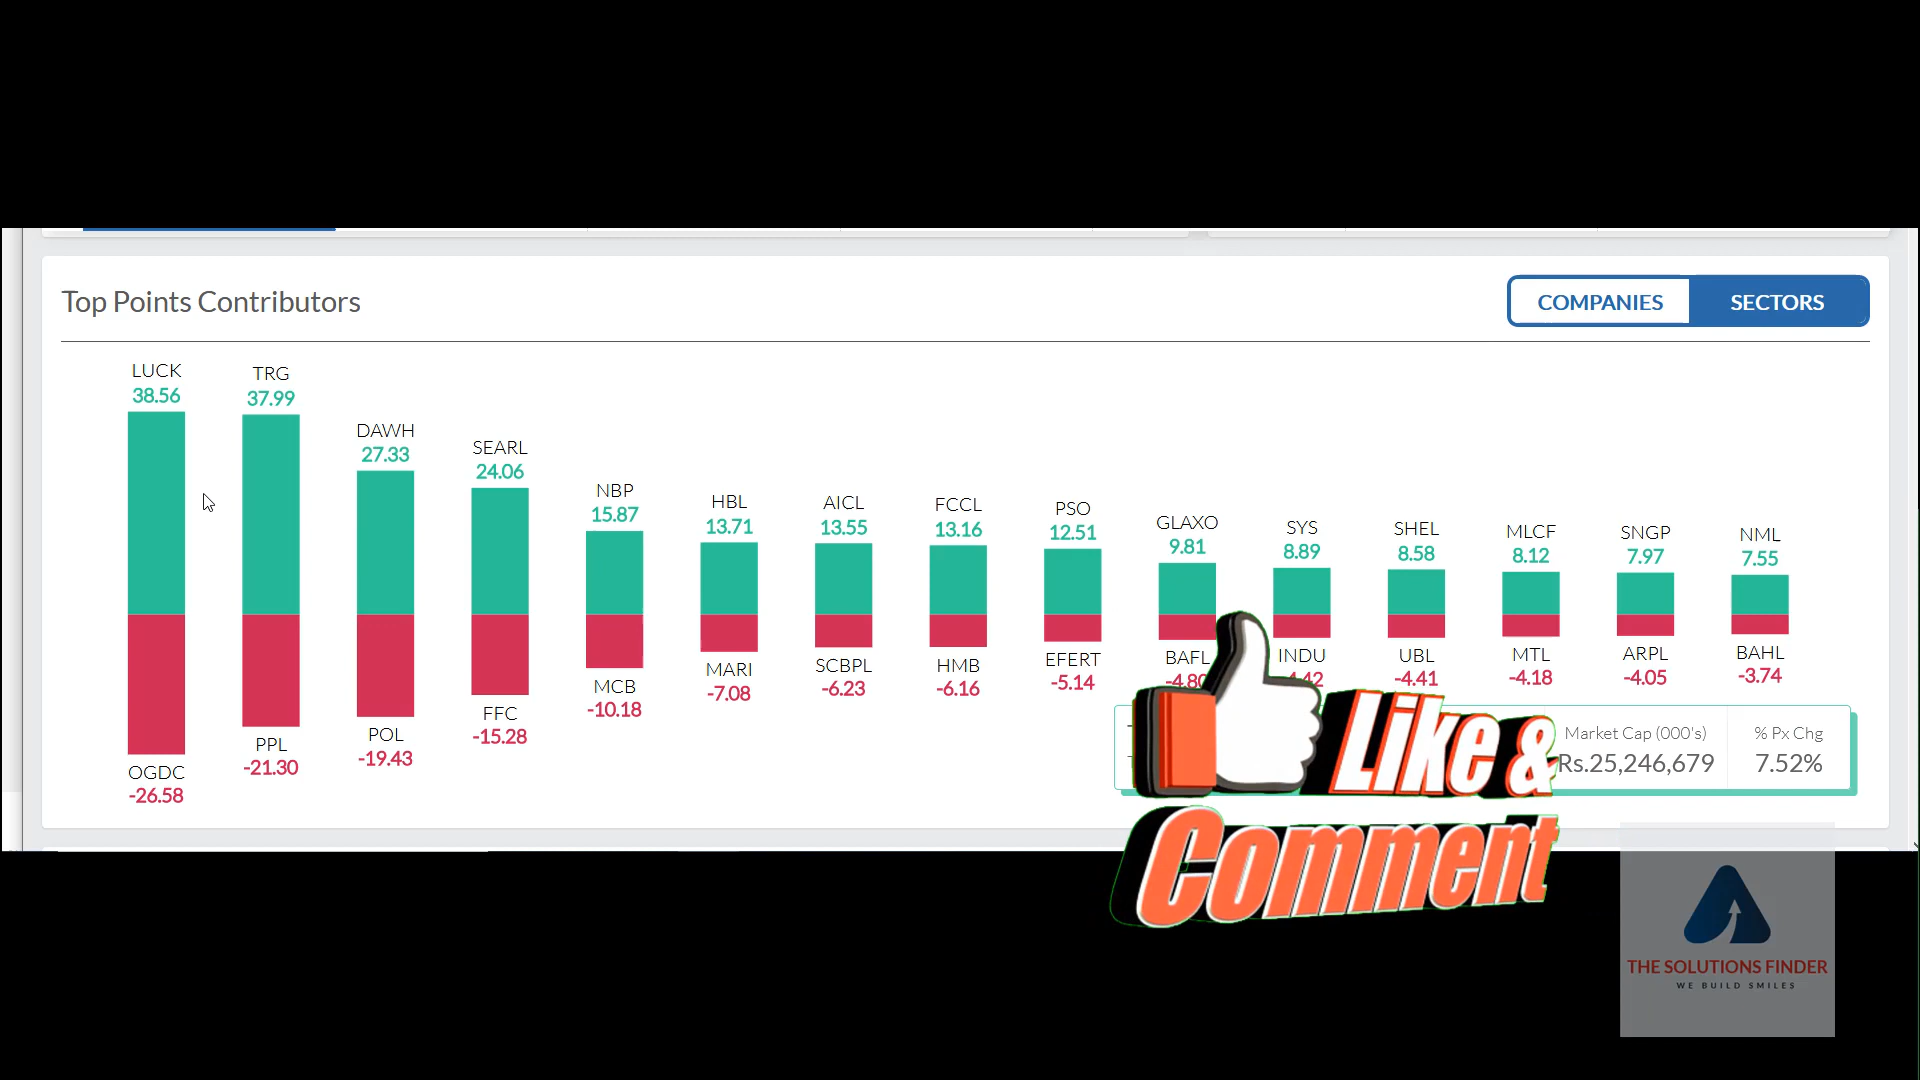 Top Points Contributors
COMPANIES
SECTORS
LUCK
38.56
TRG
37.99
DAWH
27.33
SEARL
24.06
NBP
15.87
HBL
13.71
AICL
13.55
FCCL
13.16
PSO
12.51
GLAXO
9.81
SYS
8.89
SHEL
8.58
MLCF
8.12
SNGP
7.97
NML
7.55
OGDC
-26.58
PPL
-21.30
POL
-19.43
FFC
-15.28
MCB
-10.18
MARI
-7.08
SCBPL
-6.23
HMB
-6.16
EFERT
-5.14
BAFL
-4.80
INDU
UBL
-4.41
MTL
-4.18
ARPL
-4.05
BAHL
-3.74
Market Cap (000's)
Rs.25,246,679
% Px Chg
7.52%
Like &
Comment
THE SOLUTIONS FINDER
WE BUILD SMILES